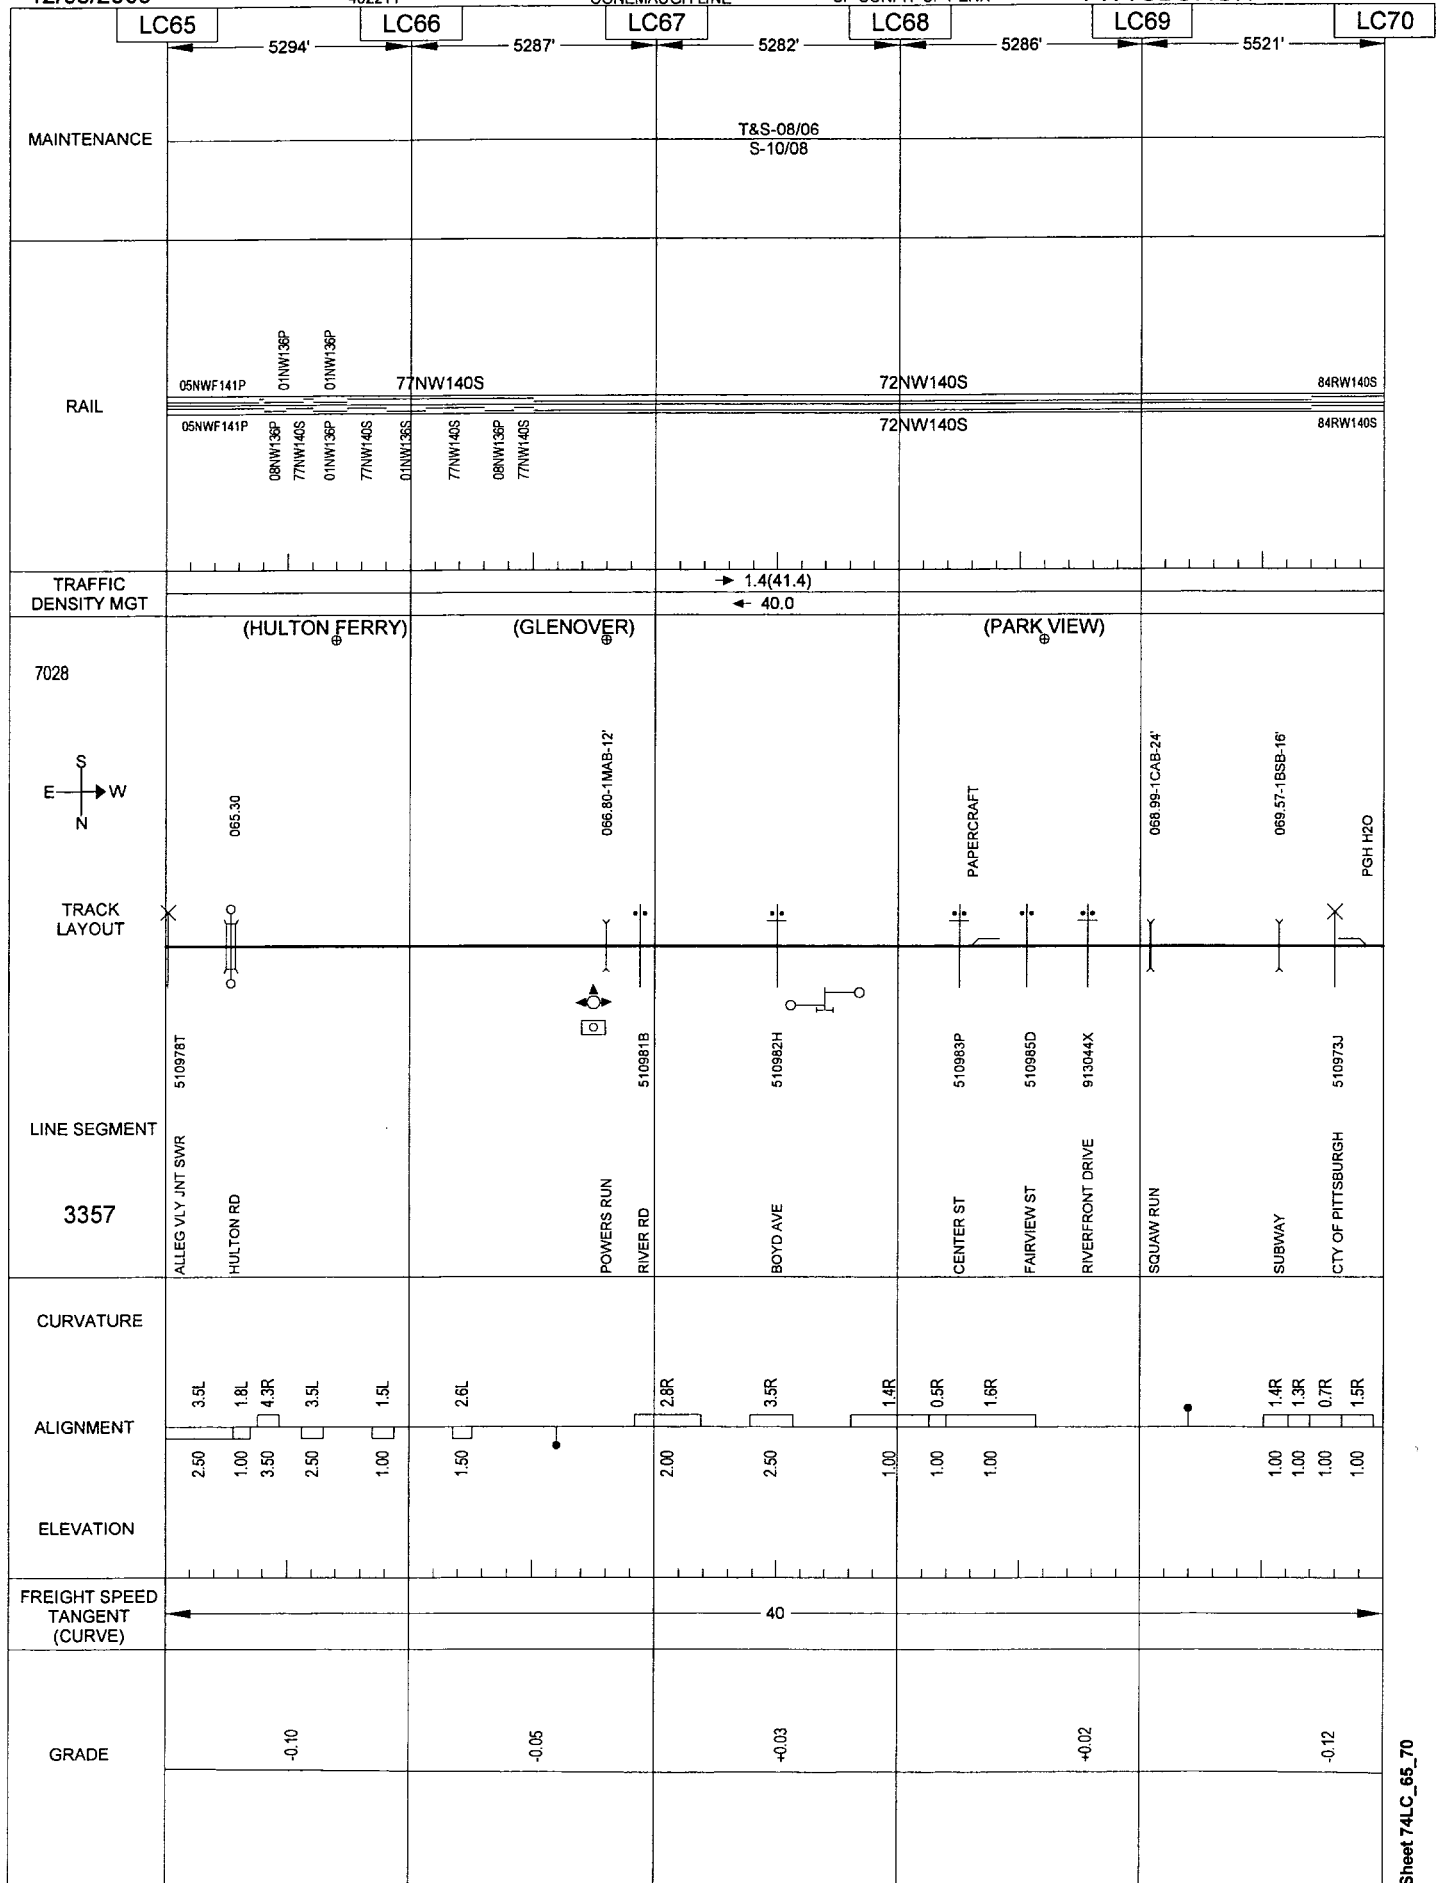 LC65 LC66 LC67 LC68 LC69 LC70
5294' 5287' 5282' 5286' 5521'
MAINTENANCE
T&S-08/06
S-10/08
RAIL
01NW136P 01NW136P
05NWF141P 77NW140S 72NW140S 84RW140S
05NWF141P 72NW140S 84RW140S
08NW136P 77NW140S 01NW136P 77NW140S 01NW136S 77NW140S 08NW136P 77NW140S
TRAFFIC
DENSITY MGT
1.4(41.4)
40.0
(HULTON FERRY) (GLENOVER) (PARK VIEW)
7028
S
E W
N
065.30 066.80-1MAB-12' PAPERCRAFT 068.99-1CAB-24' 069.57-1BSB-16' PGH H2O
TRACK
LAYOUT
510978T 510981B 510982H 510983P 510985D 913044X 510973J
LINE SEGMENT
3357
ALLEG VLY JNT SWR HULTON RD POWERS RUN RIVER RD BOYD AVE CENTER ST FAIRVIEW ST RIVERFRONT DRIVE SQUAW RUN SUBWAY CTY OF PITTSBURGH
CURVATURE
3.5L 1.8L 4.3R 3.5L 1.5L 2.6L 2.8R 3.5R 1.4R 0.5R 1.6R 1.4R 1.3R 0.7R 1.5R
ALIGNMENT
2.50 1.00 3.50 2.50 1.00 1.50 2.00 2.50 1.00 1.00 1.00 1.00 1.00 1.00 1.00
ELEVATION
FREIGHT SPEED
TANGENT
(CURVE)
40
GRADE
-0.10 -0.05 +0.03 +0.02 -0.12
Sheet 74LC_65_70